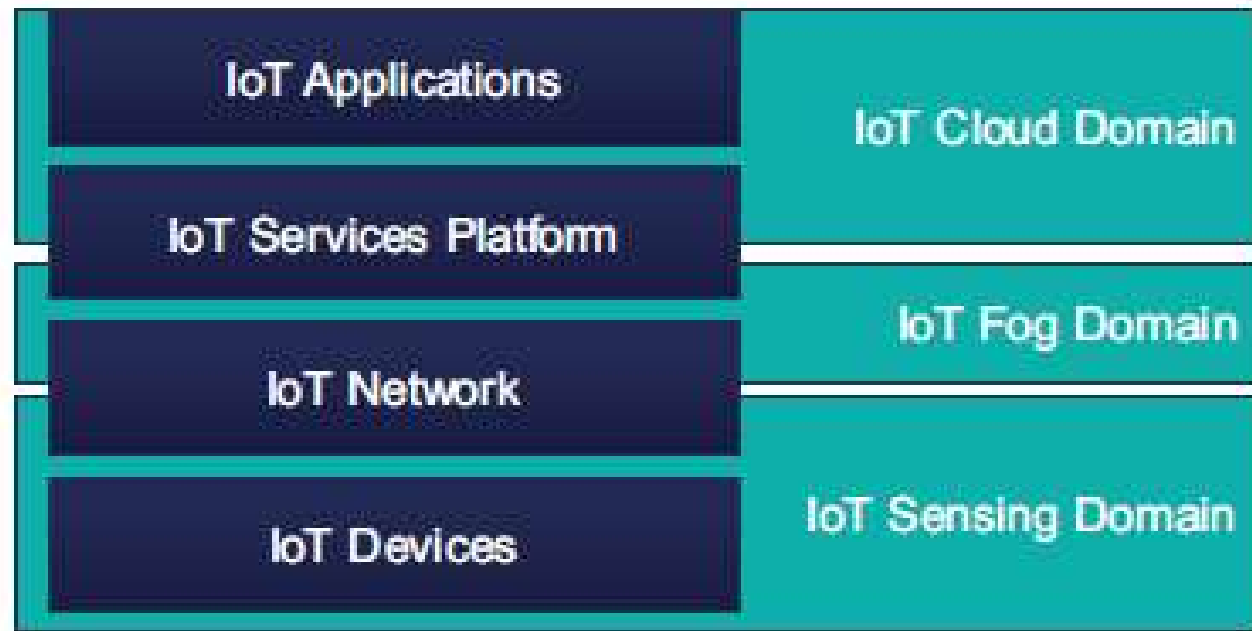 IoT Applications
IoT Cloud Domain
IoT Services Platform
IoT Fog Domain
IoT Network
IoT Devices
IoT Sensing Domain